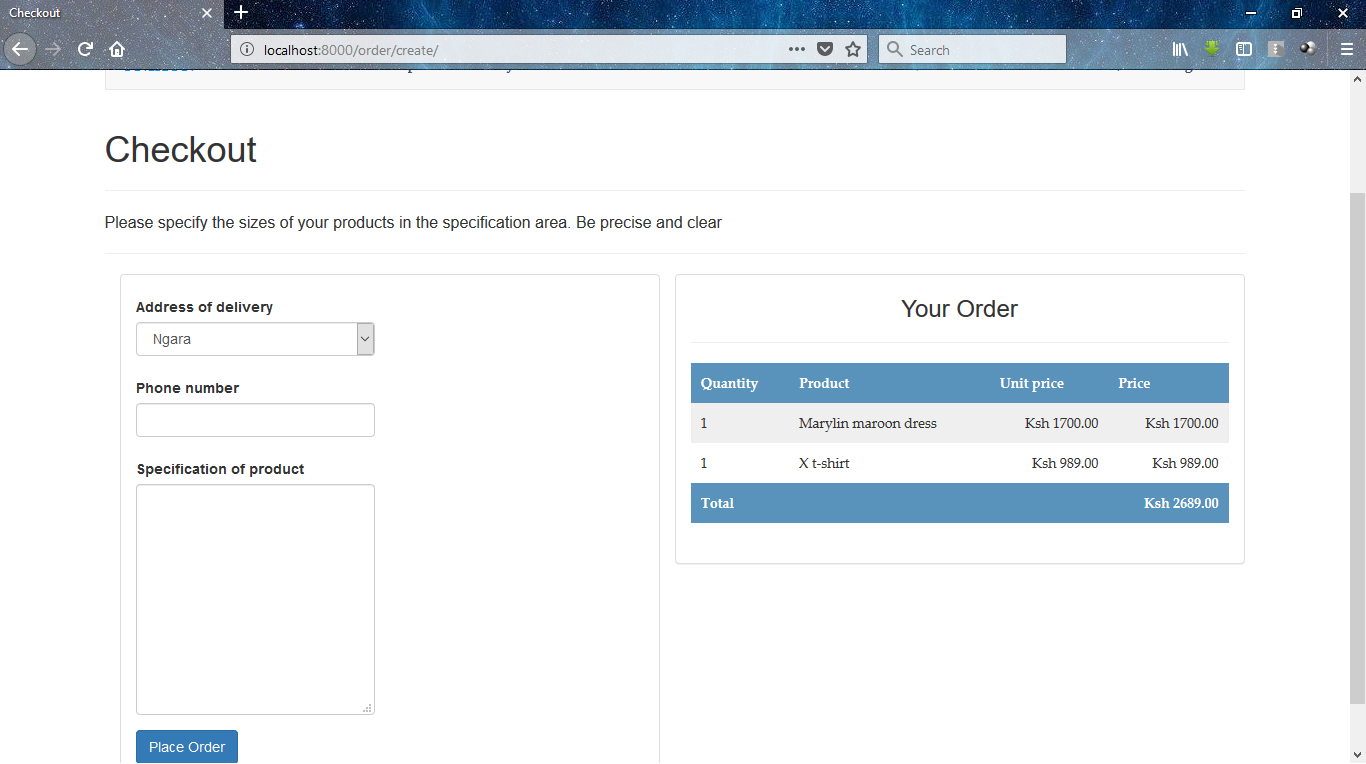 Checkout
localhost:8000/order/create/
Search
Checkout
Please specify the sizes of your products in the specification area. Be precise and clear
Address of delivery
Ngara
Phone number
Specification of product
Place Order
Your Order
Quantity Product Unit price Price
1 Marylin maroon dress Ksh 1700.00 Ksh 1700.00
1 X t-shirt Ksh 989.00 Ksh 989.00
Total Ksh 2689.00